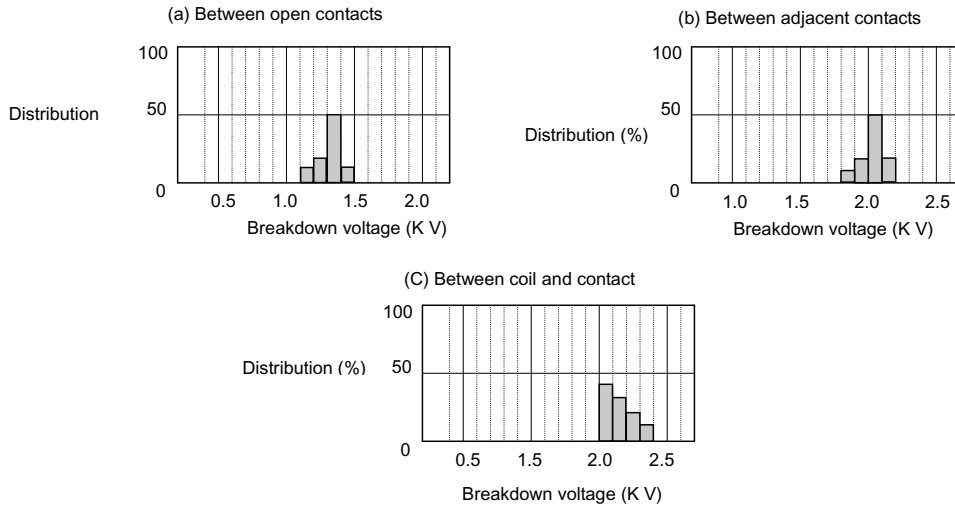 (a) Between open contacts
100
Distribution
50
0
0.5 1.0 1.5 2.0
Breakdown voltage (K V)
(b) Between adjacent contacts
100
50
Distribution (%)
0
1.0 1.5 2.0 2.5
Breakdown voltage (K V)
(C) Between coil and contact
100
50
Distribution (%)
0
0.5 1.0 1.5 2.0 2.5
Breakdown voltage (K V)